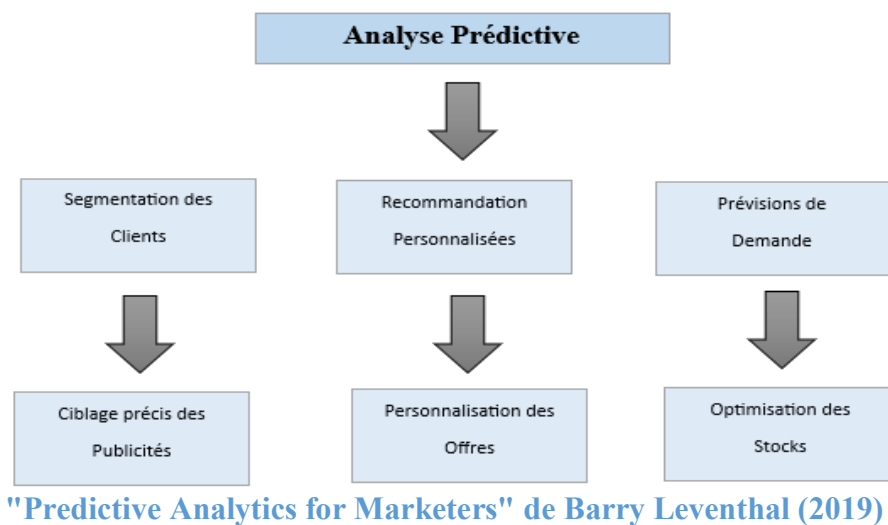 Analyse Prédictive
Segmentation des
Clients
Recommandation
Personnalisées
Prévisions de
Demande
Ciblage précis des
Publicités
Personnalisation des
Offres
Optimisation des
Stocks
"Predictive Analytics for Marketers" de Barry Leventhal (2019)